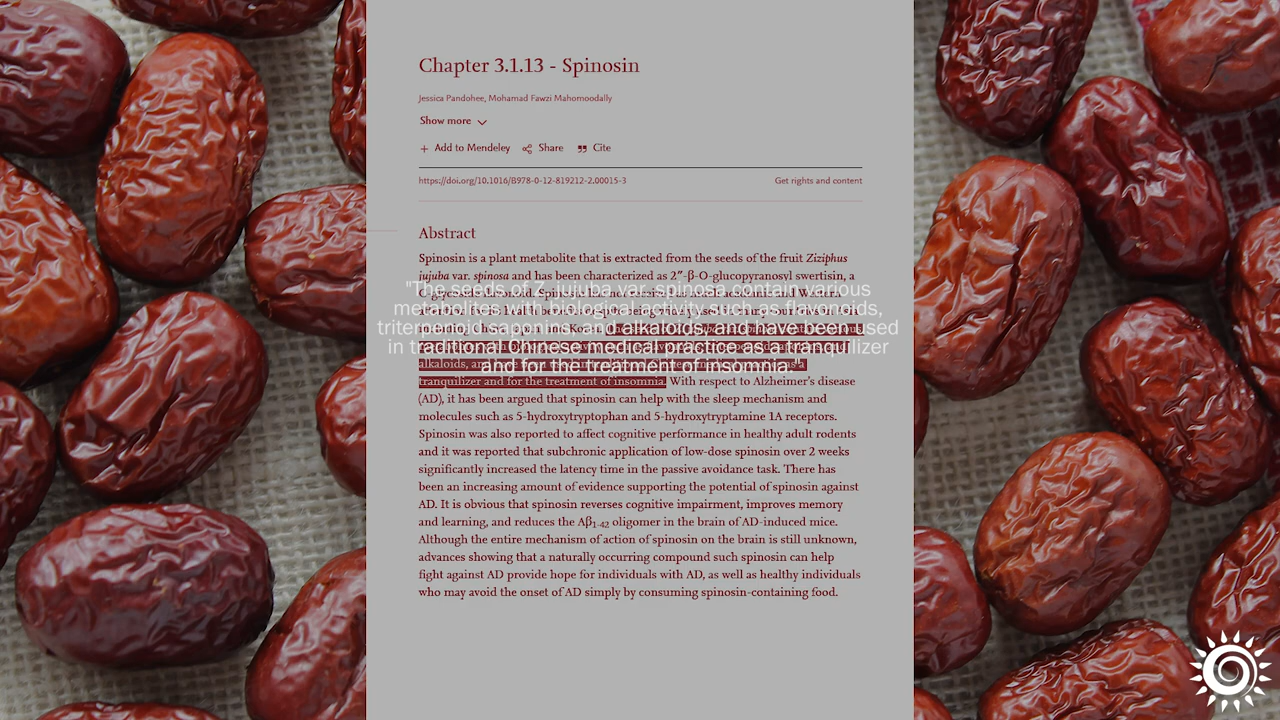 Chapter 3.1.13 - Spinosin
Jessica Pandohee, Mohamad Fawzi Mahomoodally
Show more
Add to Mendeley Share Cite
https://doi.org/10.1016/B978-0-12-819212-2.00015-3 Get rights and content
Abstract
Spinosin is a plant metabolite that is extracted from the seeds of the fruit Ziziphus
jujuba var. spinosa and has been characterized as 2″-β-O-glucopyranosyl swertisin, a
"The seeds of Z. jujuba var. spinosa contain various
metabolites with biological activity such as flavonoids,
triterpenoid saponins, and alkaloids, and have been used
in traditional Chinese medical practice as a tranquilizer
and for the treatment of insomnia."
tranquilizer and for the treatment of insomnia. With respect to Alzheimer's disease
(AD), it has been argued that spinosin can help with the sleep mechanism and
molecules such as 5-hydroxytryptophan and 5-hydroxytryptamine 1A receptors.
Spinosin was also reported to affect cognitive performance in healthy adult rodents
and it was reported that subchronic application of low-dose spinosin over 2 weeks
significantly increased the latency time in the passive avoidance task. There has
been an increasing amount of evidence supporting the potential of spinosin against
AD. It is obvious that spinosin reverses cognitive impairment, improves memory
and learning, and reduces the Aβ1-42 oligomer in the brain of AD-induced mice.
Although the entire mechanism of action of spinosin on the brain is still unknown,
advances showing that a naturally occurring compound such spinosin can help
fight against AD provide hope for individuals with AD, as well as healthy individuals
who may avoid the onset of AD simply by consuming spinosin-containing food.